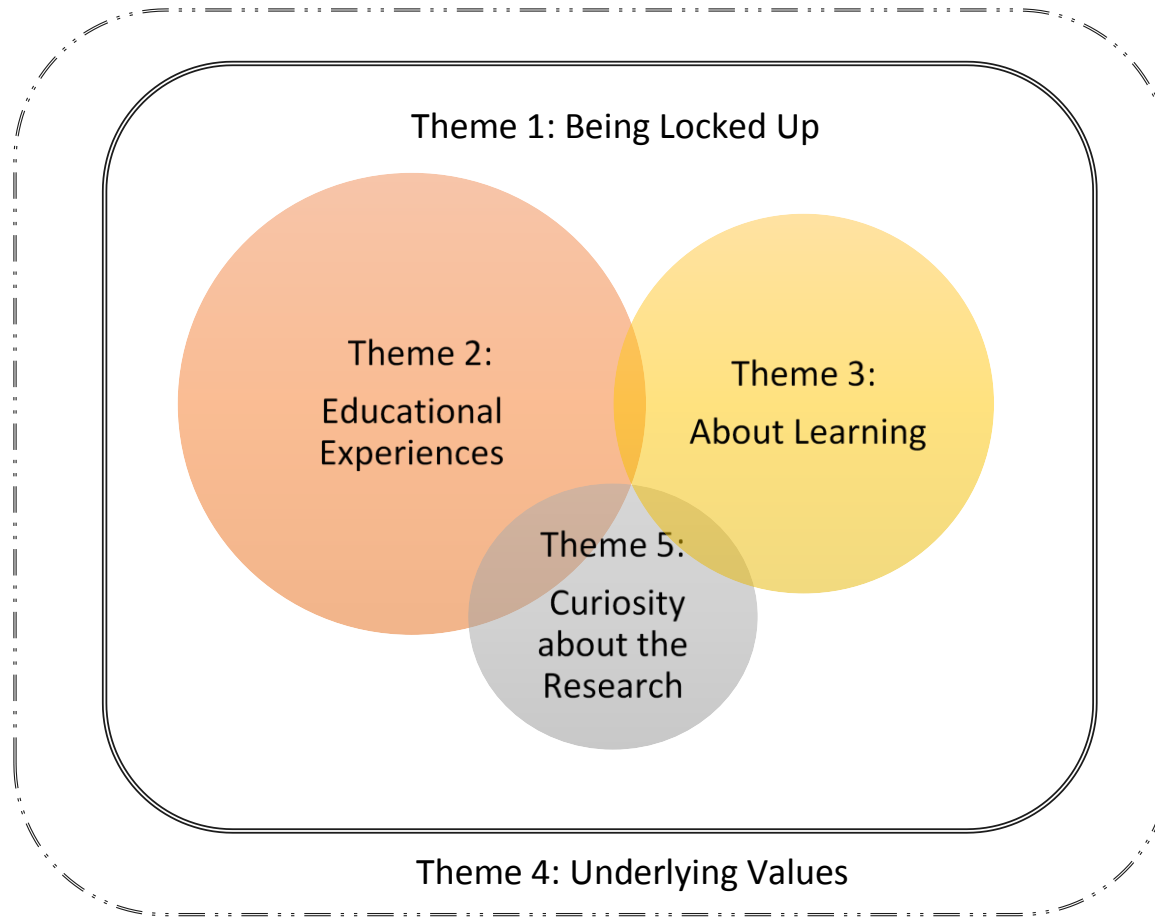 Theme 1: Being Locked Up
Theme 2:
Educational
Experiences
Theme 3:
About Learning
Theme 5:
Curiosity
about the
Research
Theme 4: Underlying Values